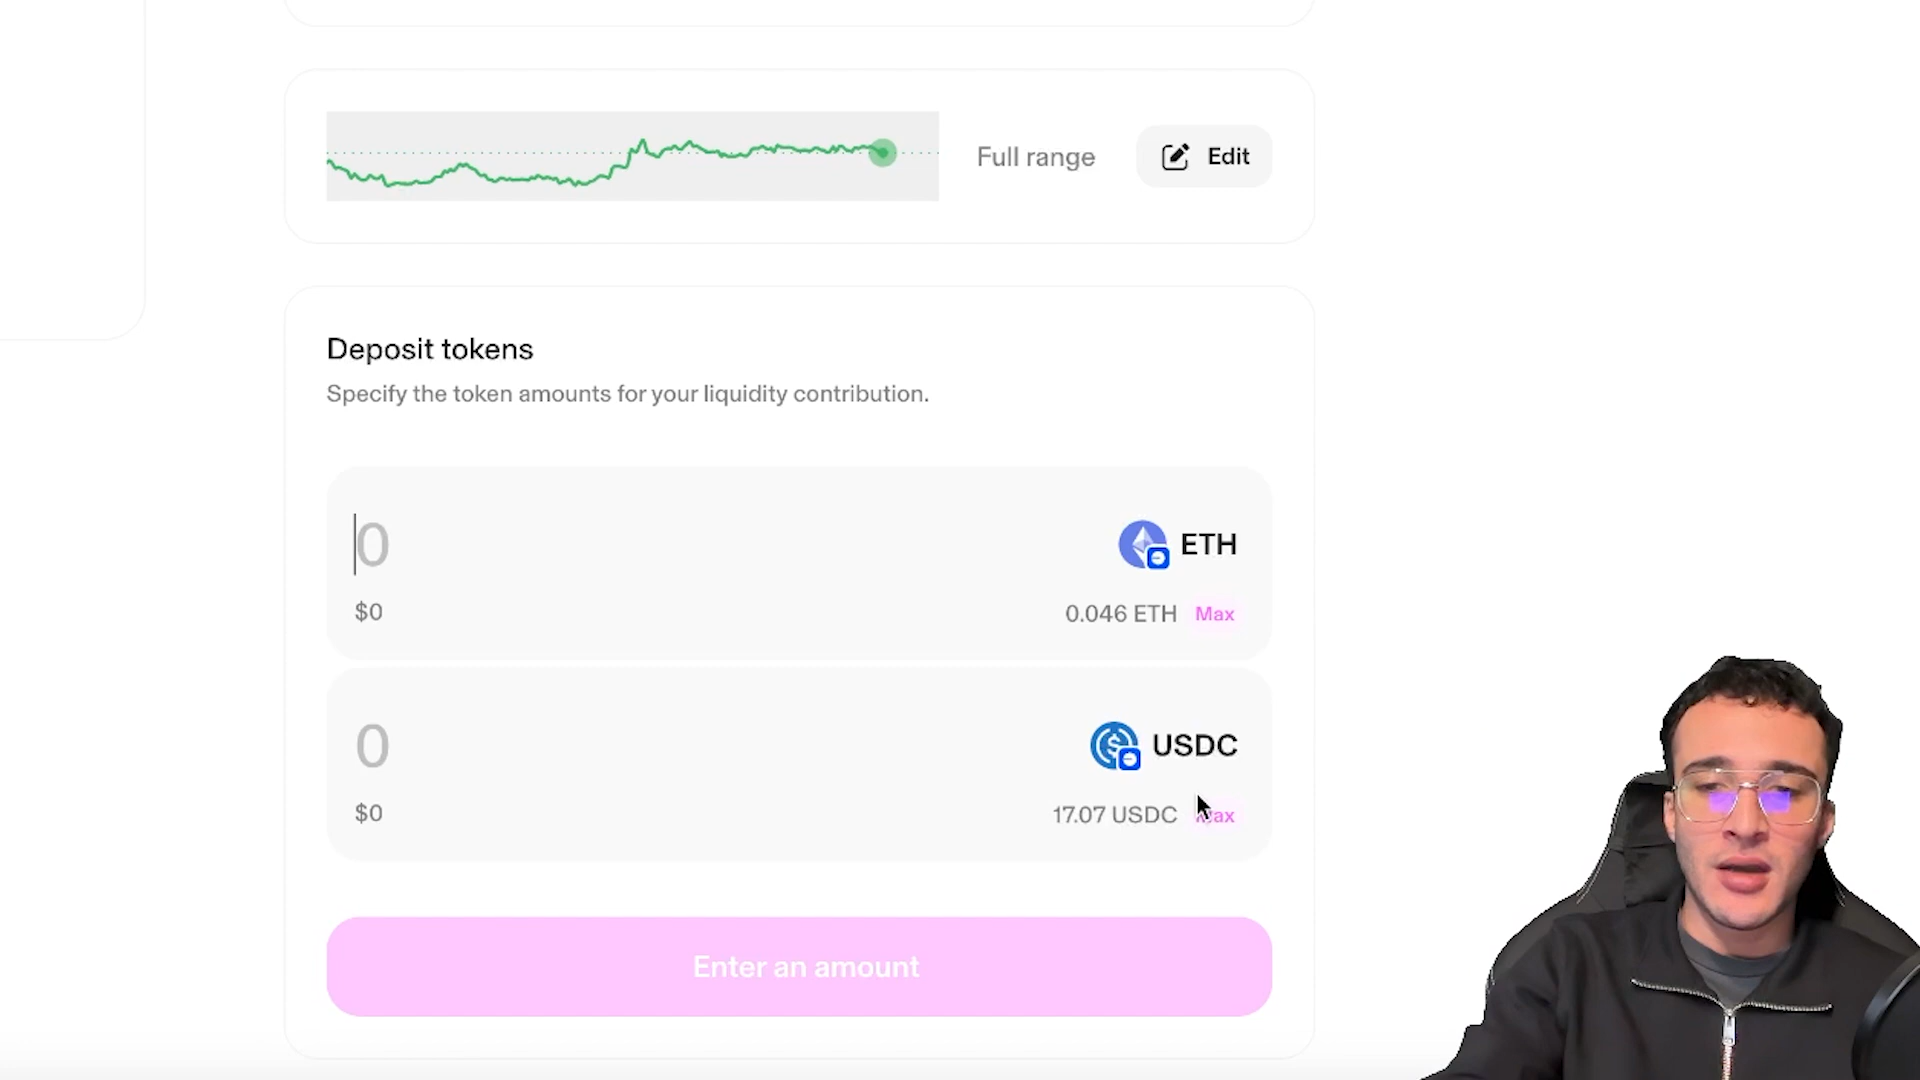 Full range
Edit
Deposit tokens
Specify the token amounts for your liquidity contribution.
0
ETH
$0
0.046 ETH Max
0
USDC
$0
17.07 USDC Max
Enter an amount